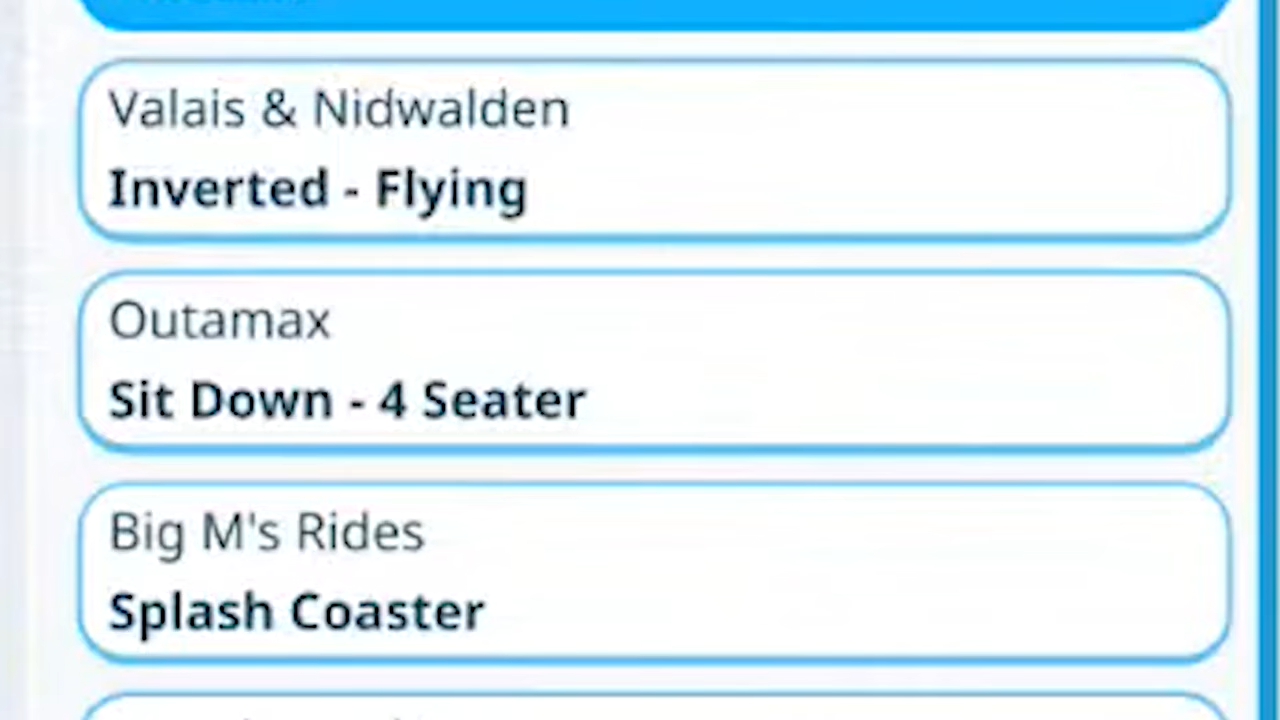 Valais & Nidwalden
Inverted - Flying
Outamax
Sit Down - 4 Seater
Big M's Rides
Splash Coaster